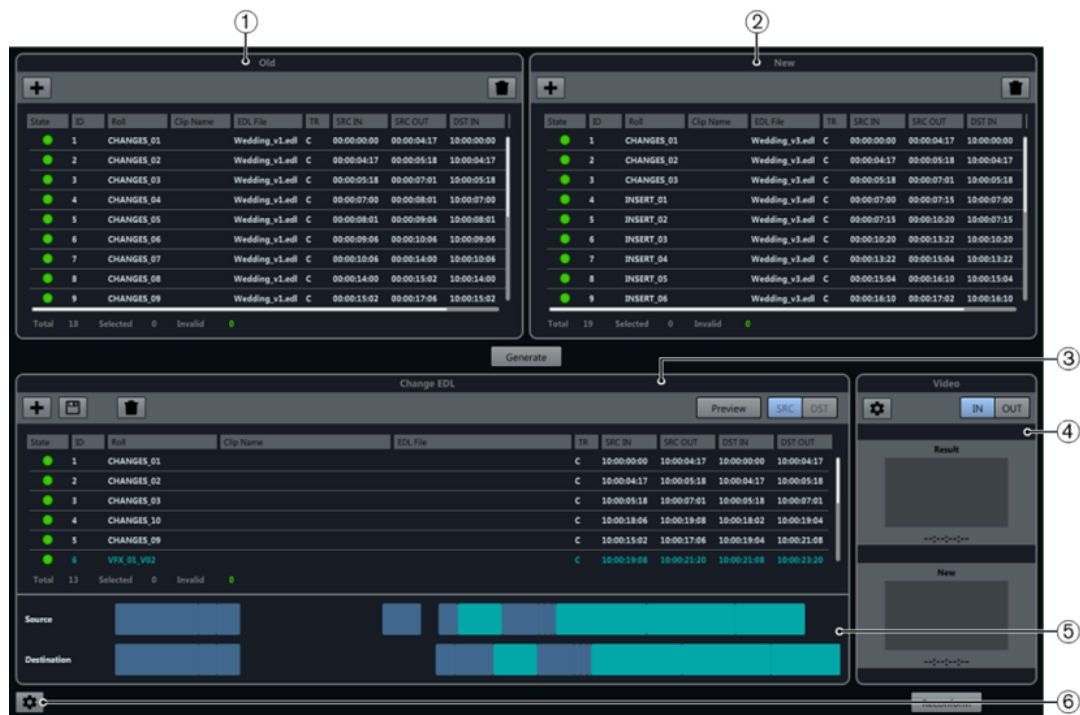 ① ②
Old New
State ID Roll Clip Name EDL File TR SRC IN SRC OUT DST IN
1 CHANGES_01 Wedding_v1.edl C 00:00:00:00 00:00:04:17 10:00:00:00
2 CHANGES_02 Wedding_v1.edl C 00:00:04:17 00:00:05:18 10:00:04:17
3 CHANGES_03 Wedding_v1.edl C 00:00:05:18 00:00:07:01 10:00:05:18
4 CHANGES_04 Wedding_v1.edl C 00:00:07:00 00:00:08:01 10:00:07:00
5 CHANGES_05 Wedding_v1.edl C 00:00:08:01 00:00:09:06 10:00:08:01
6 CHANGES_06 Wedding_v1.edl C 00:00:09:06 00:00:10:06 10:00:09:06
7 CHANGES_07 Wedding_v1.edl C 00:00:10:06 00:00:14:00 10:00:10:06
8 CHANGES_08 Wedding_v1.edl C 00:00:14:00 00:00:15:02 10:00:14:00
9 CHANGES_09 Wedding_v1.edl C 00:00:15:02 00:00:17:06 10:00:15:02
Total 18 Selected 0 Invalid 0
State ID Roll Clip Name EDL File TR SRC IN SRC OUT DST IN
1 CHANGES_01 Wedding_v3.edl C 00:00:00:00 00:00:04:17 10:00:00:00
2 CHANGES_02 Wedding_v3.edl C 00:00:04:17 00:00:05:18 10:00:04:17
3 CHANGES_03 Wedding_v3.edl C 00:00:05:18 00:00:07:01 10:00:05:18
4 INSERT_01 Wedding_v3.edl C 00:00:07:00 00:00:07:15 10:00:07:00
5 INSERT_02 Wedding_v3.edl C 00:00:07:15 00:00:10:20 10:00:07:15
6 INSERT_03 Wedding_v3.edl C 00:00:10:20 00:00:13:22 10:00:10:20
7 INSERT_04 Wedding_v3.edl C 00:00:13:22 00:00:15:04 10:00:13:22
8 INSERT_05 Wedding_v3.edl C 00:00:15:04 00:00:16:10 10:00:15:04
9 INSERT_06 Wedding_v3.edl C 00:00:16:10 00:00:17:02 10:00:16:10
Total 19 Selected 0 Invalid 0
Generate
③
Change EDL
Preview SRC DST
State ID Roll Clip Name EDL File TR SRC IN SRC OUT DST IN DST OUT
1 CHANGES_01 C 10:00:00:00 10:00:04:17 10:00:00:00 10:00:04:17
2 CHANGES_02 C 10:00:04:17 10:00:05:18 10:00:04:17 10:00:05:18
3 CHANGES_03 C 10:00:05:18 10:00:07:01 10:00:05:18 10:00:07:01
4 CHANGES_10 C 10:00:18:06 10:00:19:08 10:00:18:02 10:00:19:04
5 CHANGES_09 C 10:00:15:02 10:00:17:06 10:00:19:04 10:00:21:08
6 VFX_01_V02 C 10:00:19:08 10:00:21:20 10:00:21:08 10:00:23:20
Total 13 Selected 0 Invalid 0
Source
Destination
Video
IN OUT
④
Result
--:--:--:--
New
⑤
--:--:--:--
Reconform
⑥